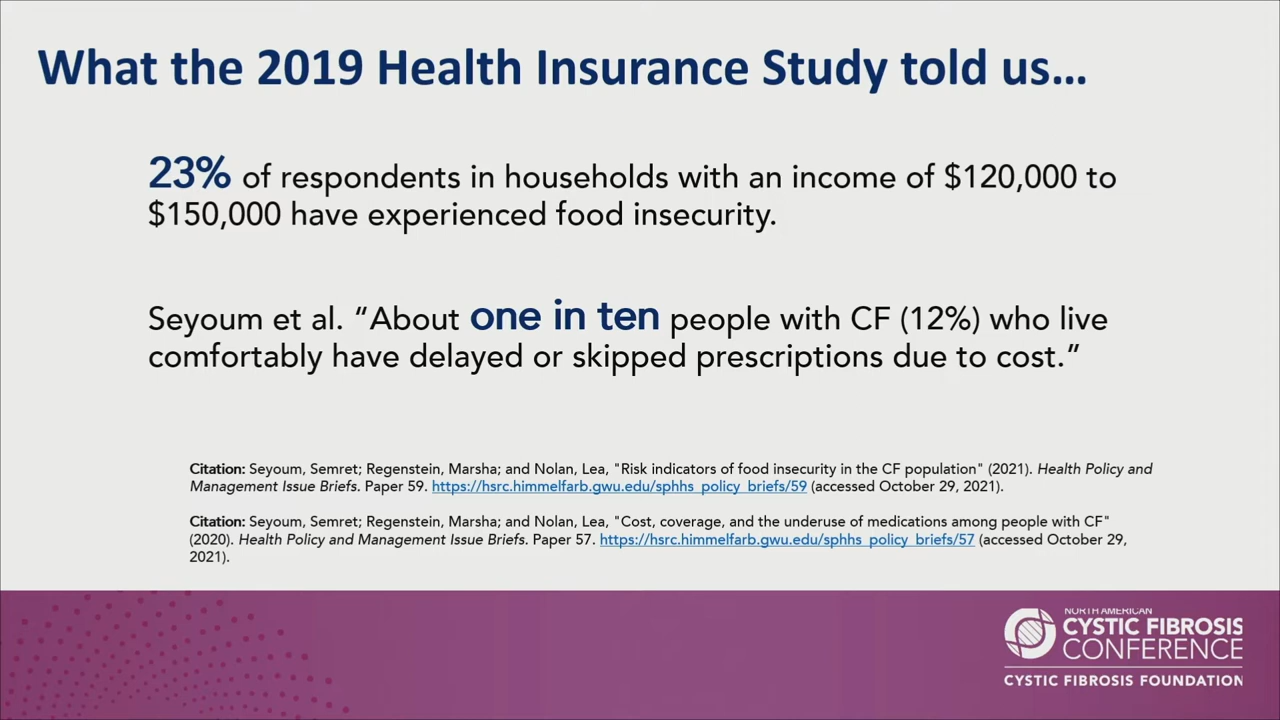 What the 2019 Health Insurance Study told us...
23% of respondents in households with an income of $120,000 to
$150,000 have experienced food insecurity.
Seyoum et al. “About one in ten people with CF (12%) who live
comfortably have delayed or skipped prescriptions due to cost.”
Citation: Seyoum, Semret; Regenstein, Marsha; and Nolan, Lea, "Risk indicators of food insecurity in the CF population" (2021). Health Policy and
Management Issue Briefs. Paper 59. https://hsrc.himmelfarb.gwu.edu/sphhs_policy_briefs/59 (accessed October 29, 2021).
Citation: Seyoum, Semret; Regenstein, Marsha; and Nolan, Lea, "Cost, coverage, and the underuse of medications among people with CF"
(2020). Health Policy and Management Issue Briefs. Paper 57. https://hsrc.himmelfarb.gwu.edu/sphhs_policy_briefs/57 (accessed October 29,
2021).
NORTH AMERICAN
CYSTIC FIBROSIS
CONFERENCE
CYSTIC FIBROSIS FOUNDATION